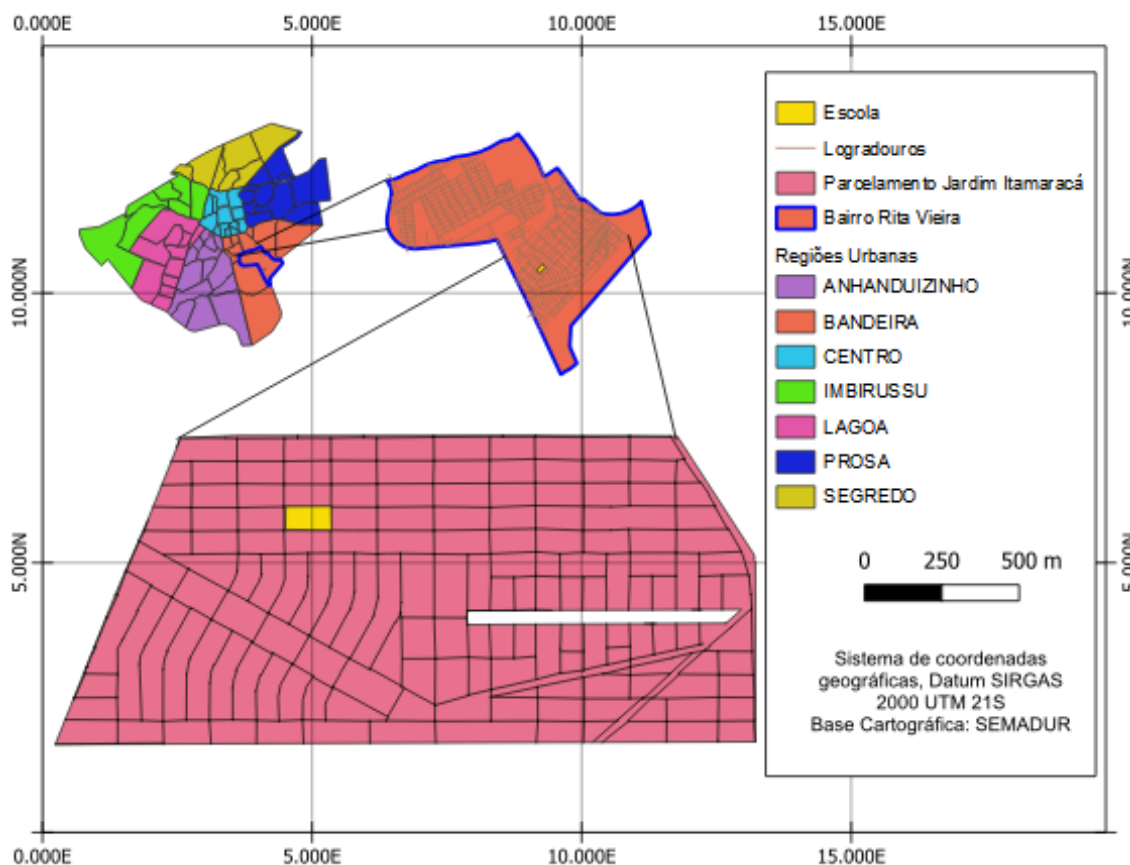 0.000E 5.000E 10.000E 15.000E
10.000N
5.000N
Escola
Logradouros
Parcelamento Jardim Itamaracá
Bairro Rita Vieira
Regiões Urbanas
ANHANDUIZINHO
BANDEIRA
CENTRO
IMBIRUSSU
LAGOA
PROSA
SEGREDO
0 250 500 m
Sistema de coordenadas
geográficas, Datum SIRGAS
2000 UTM 21S
Base Cartográfica: SEMADUR
10.000N
5.000N
0.000E 5.000E 10.000E 15.000E